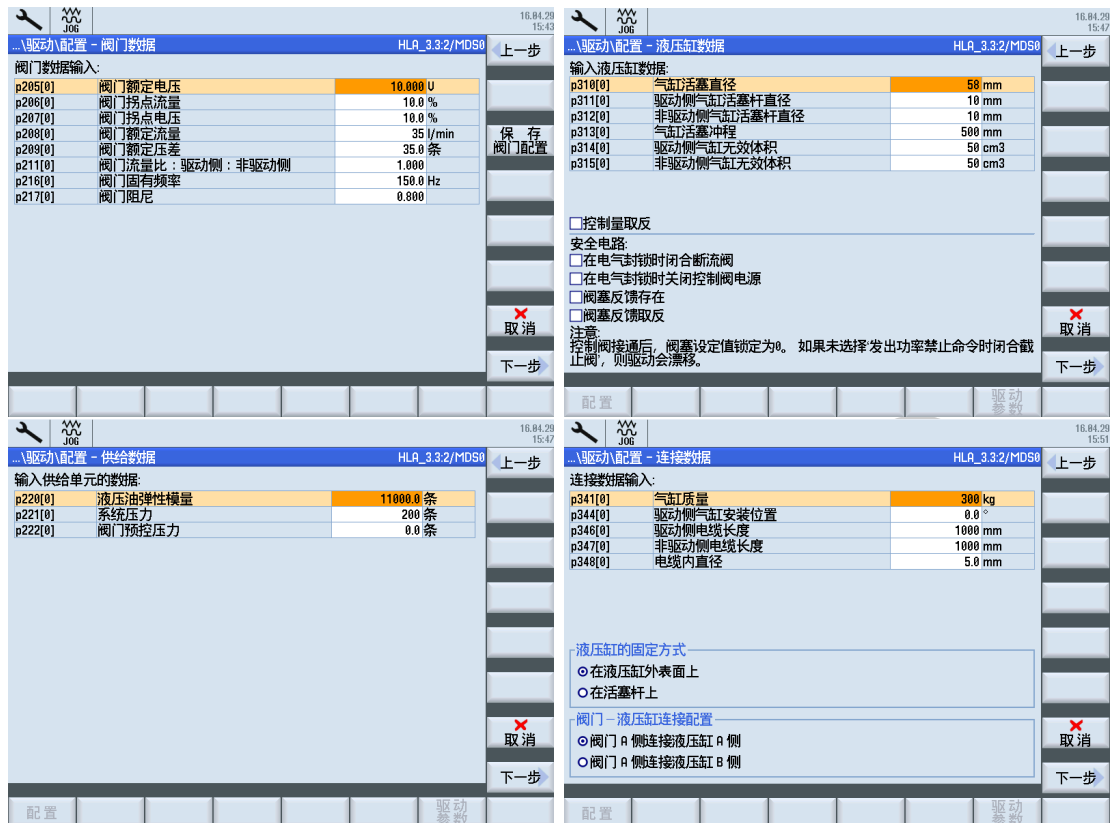 JOG
16.04.29
15:43
...\驱动\配置 - 阀门数据 HLA_3.3:2/MDS0
上一步
阀门数据输入:
p205[0] 阀门额定电压 10.000 V
p206[0] 阀门拐点流量 10.0 %
p207[0] 阀门拐点电压 10.0 %
p208[0] 阀门额定流量 35 l/min
p209[0] 阀门额定压差 35.0 条
p211[0] 阀门流量比：驱动侧：非驱动侧 1.000
p216[0] 阀门固有频率 150.0 Hz
p217[0] 阀门阻尼 0.800
保 存
阀门配置
取消
下一步
JOG
16.04.29
15:47
...\驱动\配置 - 液压缸数据 HLA_3.3:2/MDS0
上一步
输入液压缸数据:
p310[0] 气缸活塞直径 58 mm
p311[0] 驱动侧气缸活塞杆直径 10 mm
p312[0] 非驱动侧气缸活塞杆直径 10 mm
p313[0] 气缸活塞冲程 500 mm
p314[0] 驱动侧气缸无效体积 50 cm3
p315[0] 非驱动侧气缸无效体积 50 cm3
控制量取反
安全电路:
在电气封锁时闭合断流阀
在电气封锁时关闭控制阀电源
阀塞反馈存在
阀塞反馈取反
注意:
控制阀接通后，阀塞设定值锁定为0。 如果未选择'发出功率禁止命令时闭合截
止阀'，则驱动会漂移。
取消
下一步
配置
驱动
参数
JOG
16.04.29
15:47
...\驱动\配置 - 供给数据 HLA_3.3:2/MDS0
上一步
输入供给单元的数据:
p220[0] 液压油弹性模量 11000.0 条
p221[0] 系统压力 200 条
p222[0] 阀门预控压力 0.0 条
取消
下一步
配置
驱动
参数
JOG
16.04.29
15:51
...\驱动\配置 - 连接数据 HLA_3.3:2/MDS0
上一步
连接数据输入:
p341[0] 气缸质量 300 kg
p344[0] 驱动侧气缸安装位置 0.0 °
p346[0] 驱动侧电缆长度 1000 mm
p347[0] 非驱动侧电缆长度 1000 mm
p348[0] 电缆内直径 5.0 mm
液压缸的固定方式
在液压缸外表面上
在活塞杆上
阀门－液压缸连接配置
阀门 A 侧连接液压缸 A 侧
阀门 A 侧连接液压缸 B 侧
取消
下一步
配置
驱动
参数